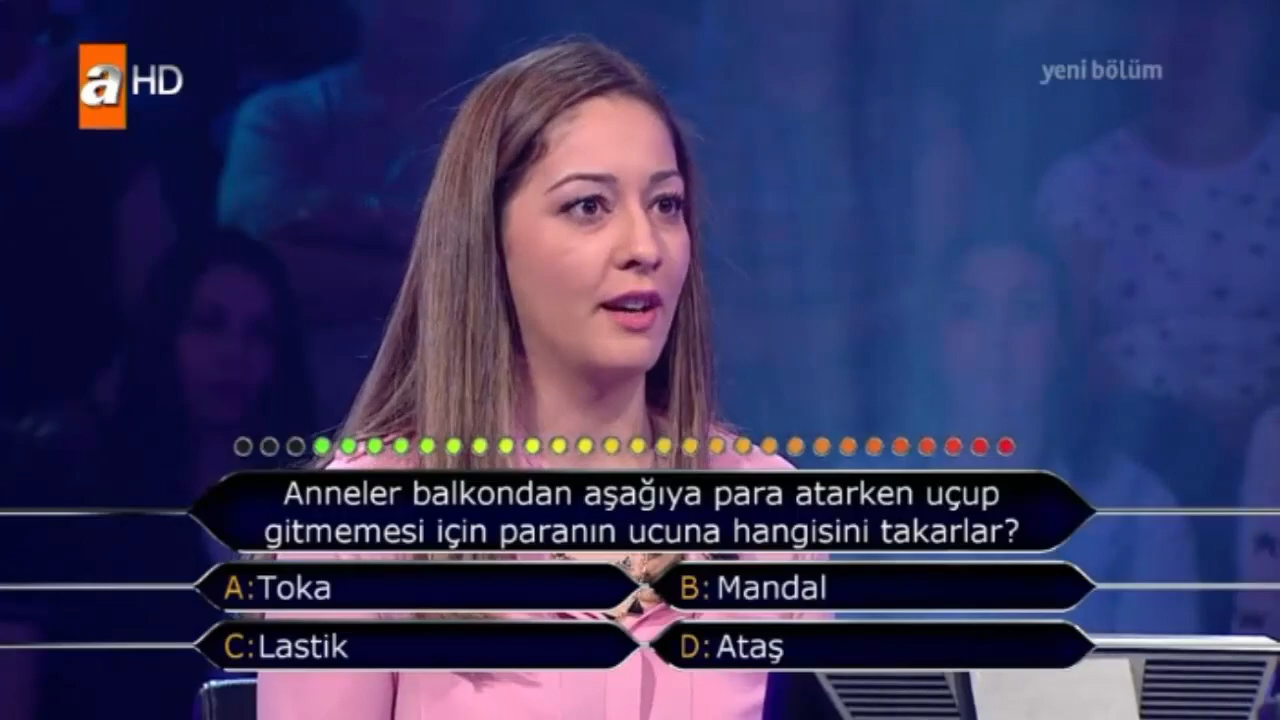 a HD
yeni bölüm
Anneler balkondan aşağıya para atarken uçup
gitmemesi için paranın ucuna hangisini takarlar?
A:Toka
B: Mandal
C:Lastik
D: Ataş